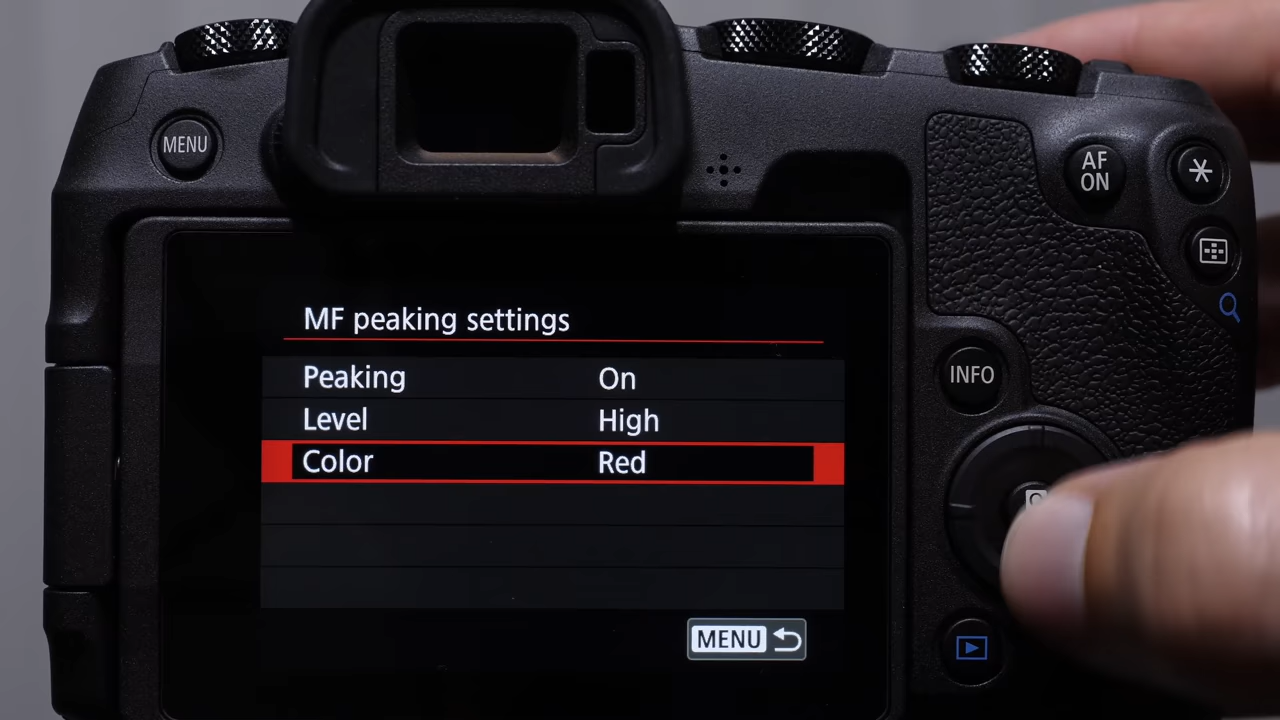 MENU
AF
ON
MF peaking settings
Peaking On
Level High
Color Red
INFO
MENU